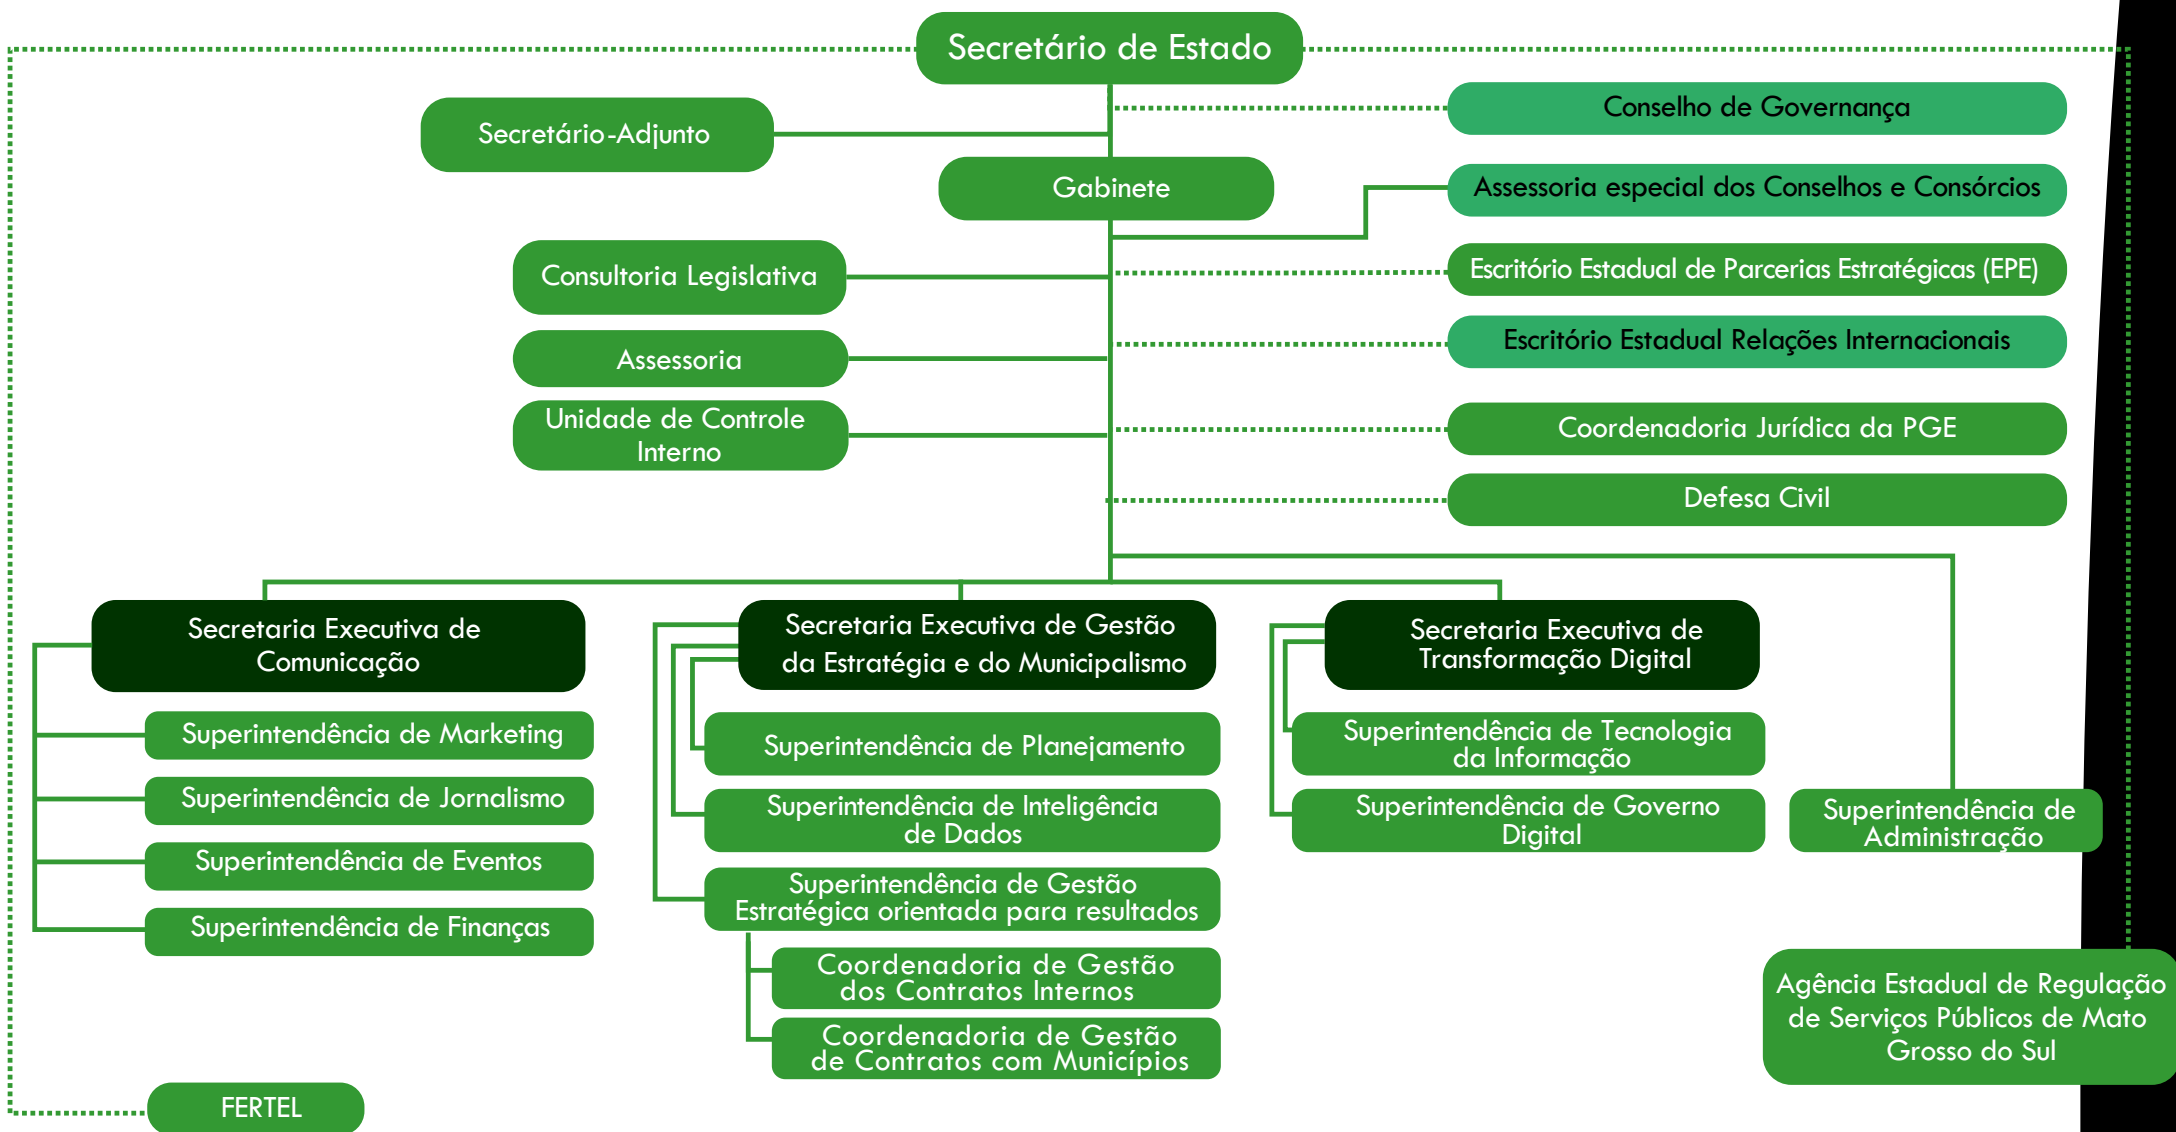 Secretário de Estado
Conselho de Governança
Secretário-Adjunto
Gabinete
Assessoria especial dos Conselhos e Consórcios
Consultoria Legislativa
Escritório Estadual de Parcerias Estratégicas (EPE)
Assessoria
Escritório Estadual Relações Internacionais
Unidade de Controle
Interno
Coordenadoria Jurídica da PGE
Defesa Civil
Secretaria Executiva de
Comunicação
Superintendência de Marketing
Superintendência de Jornalismo
Superintendência de Eventos
Superintendência de Finanças
Secretaria Executiva de Gestão
da Estratégia e do Municipalismo
Superintendência de Planejamento
Superintendência de Inteligência
de Dados
Superintendência de Gestão
Estratégica orientada para resultados
Coordenadoria de Gestão
dos Contratos Internos
Coordenadoria de Gestão
de Contratos com Municípios
Secretaria Executiva de
Transformação Digital
Superintendência de Tecnologia
da Informação
Superintendência de Governo
Digital
Superintendência de
Administração
Agência Estadual de Regulação
de Serviços Públicos de Mato
Grosso do Sul
FERTEL